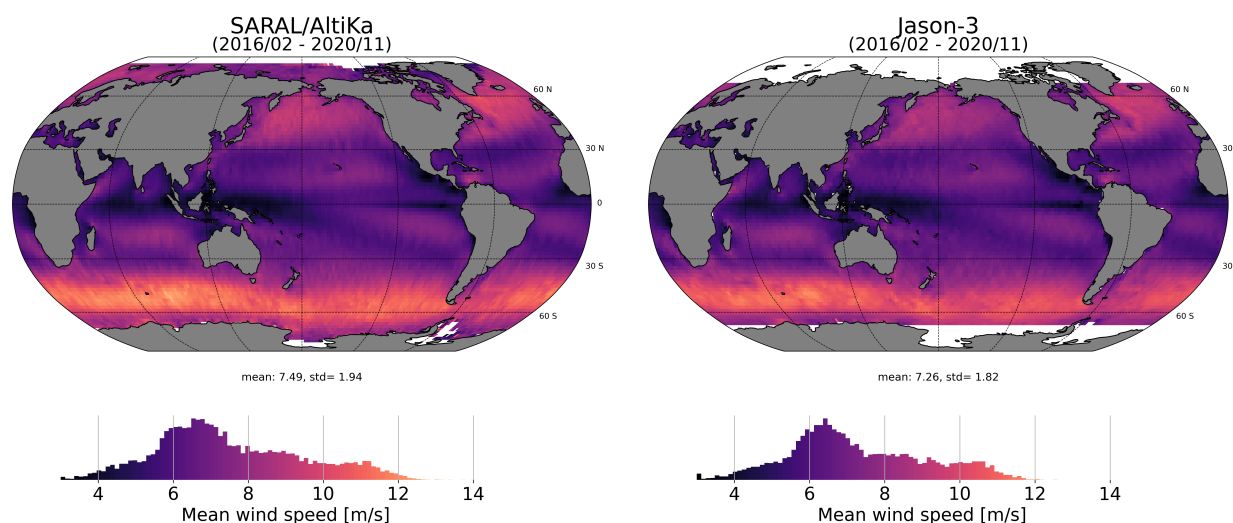 SARAL/AltiKa
(2016/02 - 2020/11)
60 N
30 N
0
30 S
60 S
mean: 7.49, std= 1.94
4 6 8 10 12 14
Mean wind speed [m/s]
Jason-3
(2016/02 - 2020/11)
60 N
30
0
30
60 S
mean: 7.26, std= 1.82
4 6 8 10 12 14
Mean wind speed [m/s]